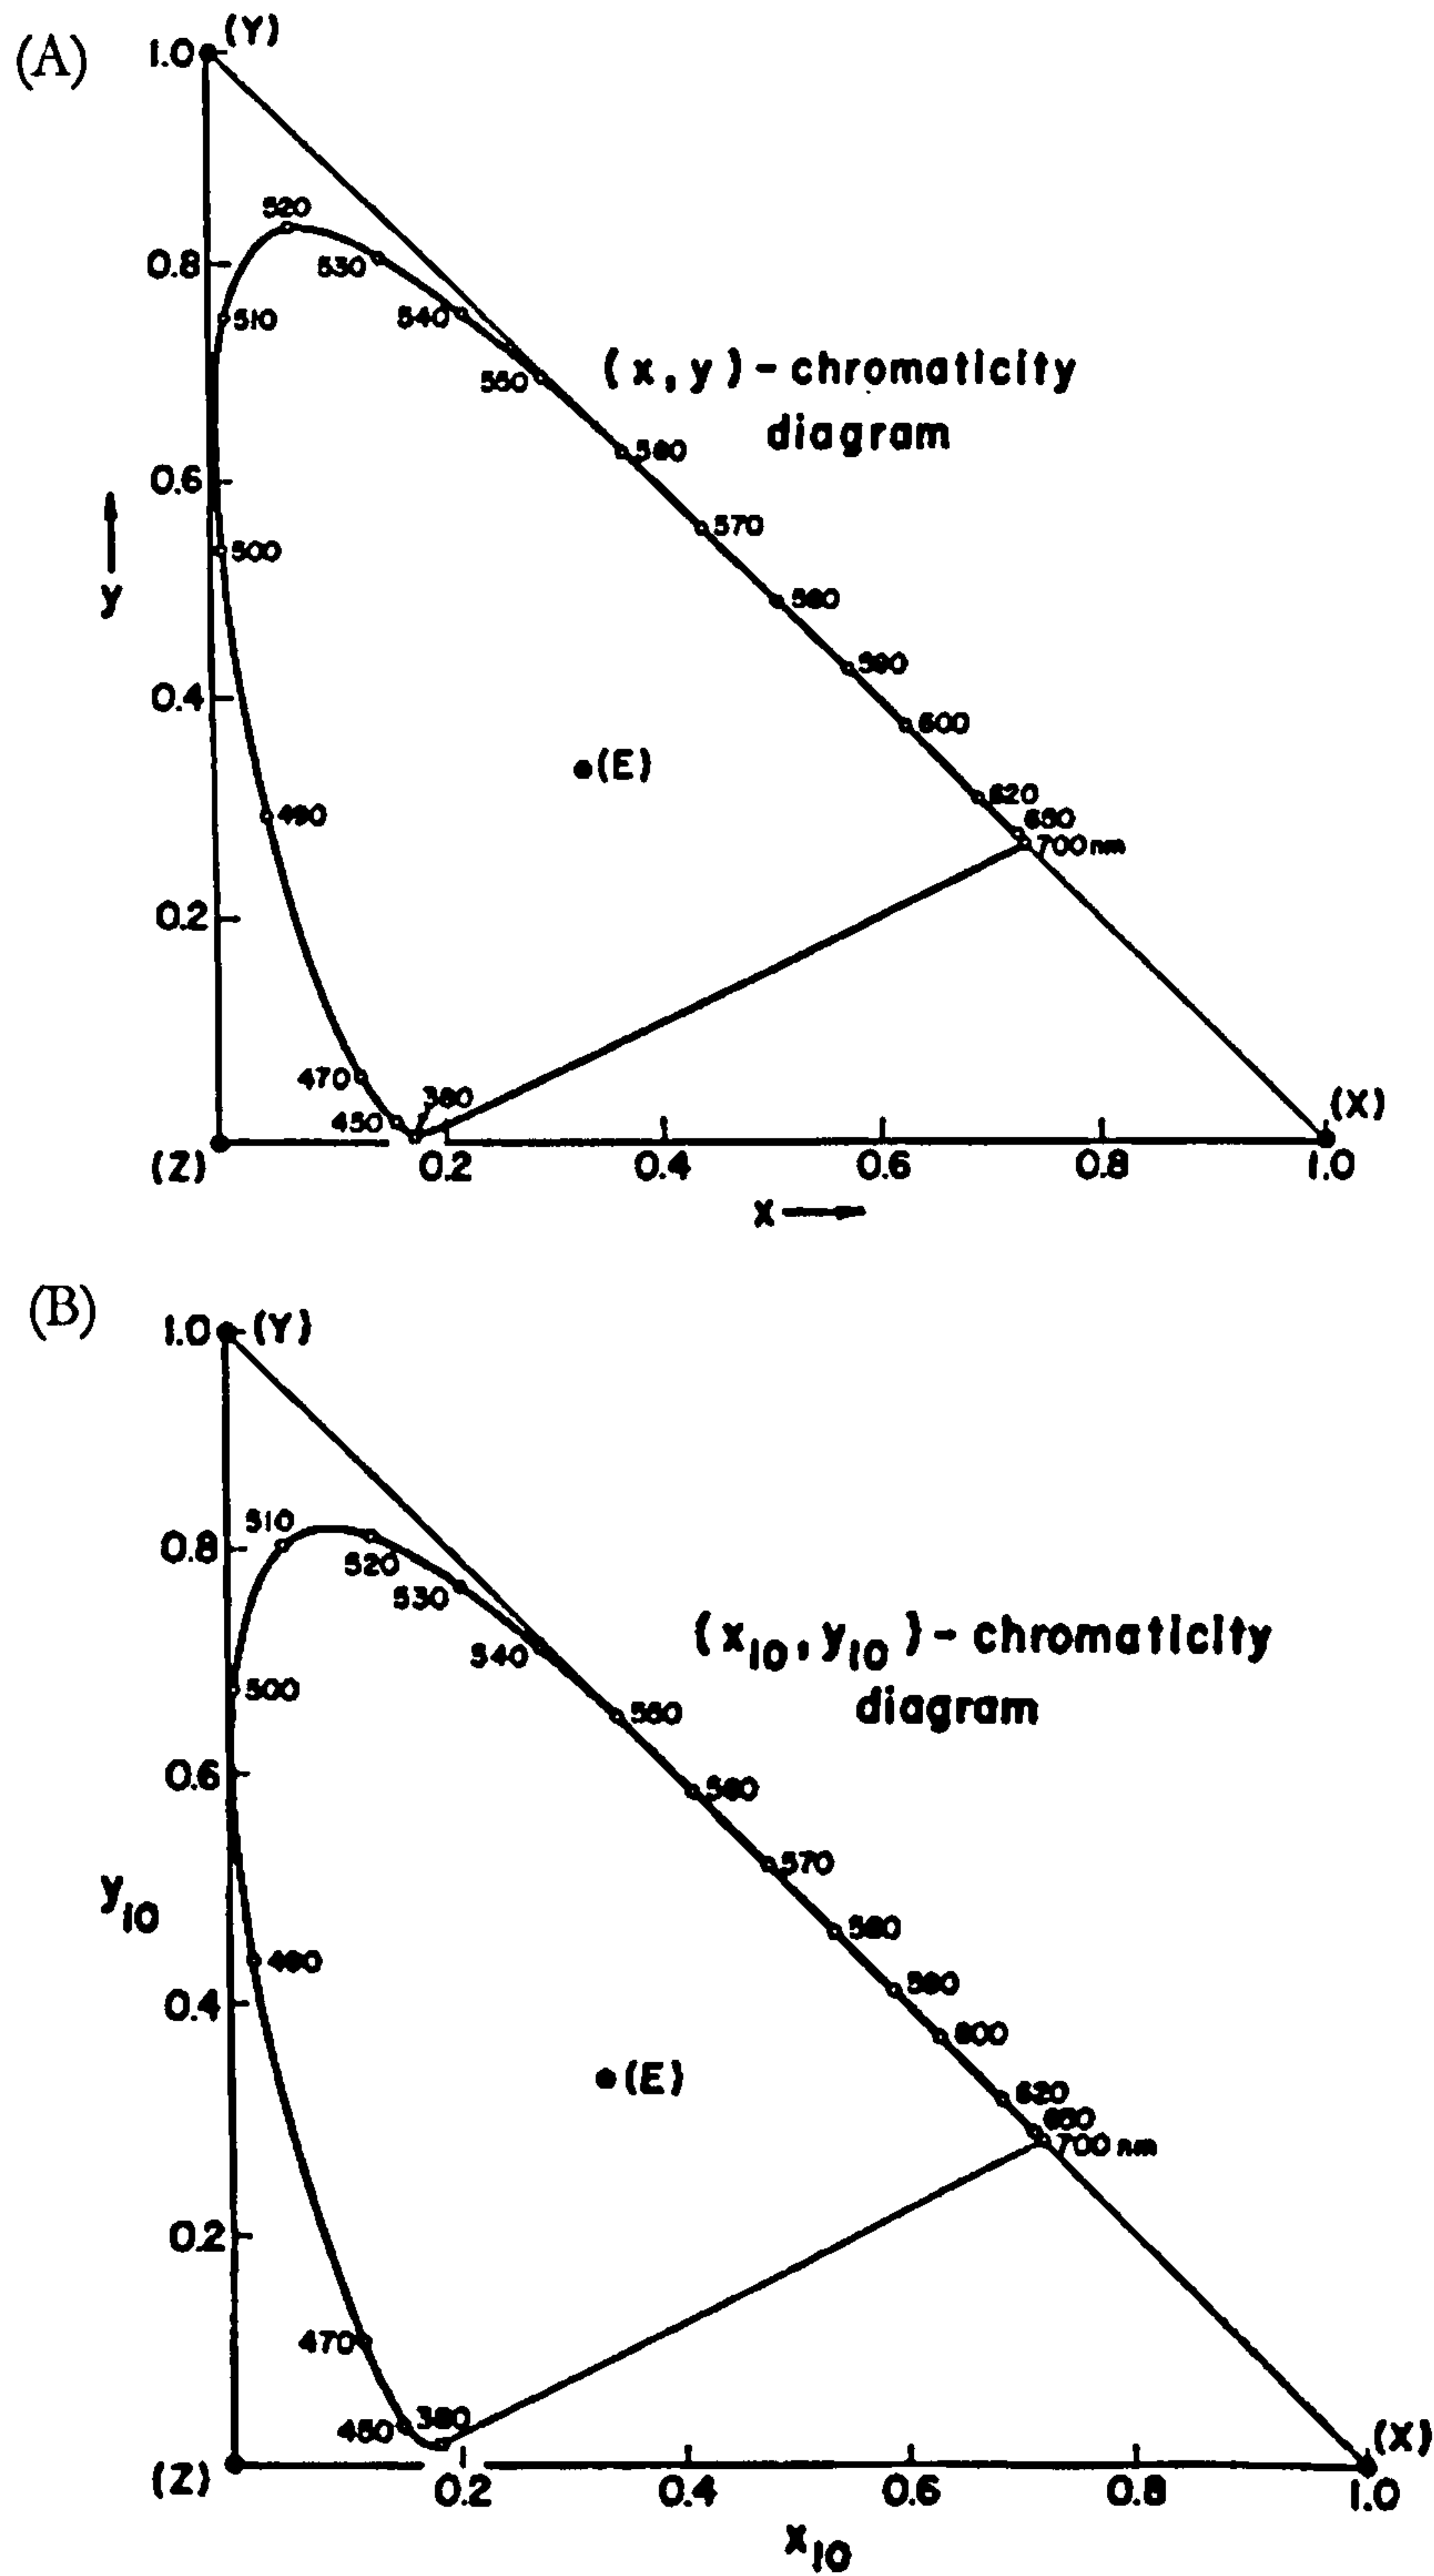 (A)
1.0
(Y)
520
0.8
530
510
540
(x, y) - chromaticity
diagram
550
560
0.6
570
500
580
y
590
0.4
600
(E)
620
490
650
700 nm
0.2
470
380
450
(X)
(Z)
0.2
0.4
0.6
0.8
1.0
x
(B)
1.0
(Y)
510
0.8
520
530
(x10, y10) - chromaticity
diagram
540
500
550
0.6
560
570
y10
580
490
590
0.4
600
(E)
620
650
700 nm
0.2
470
450
380
(X)
(Z)
0.2
0.4
0.6
0.8
1.0
x10